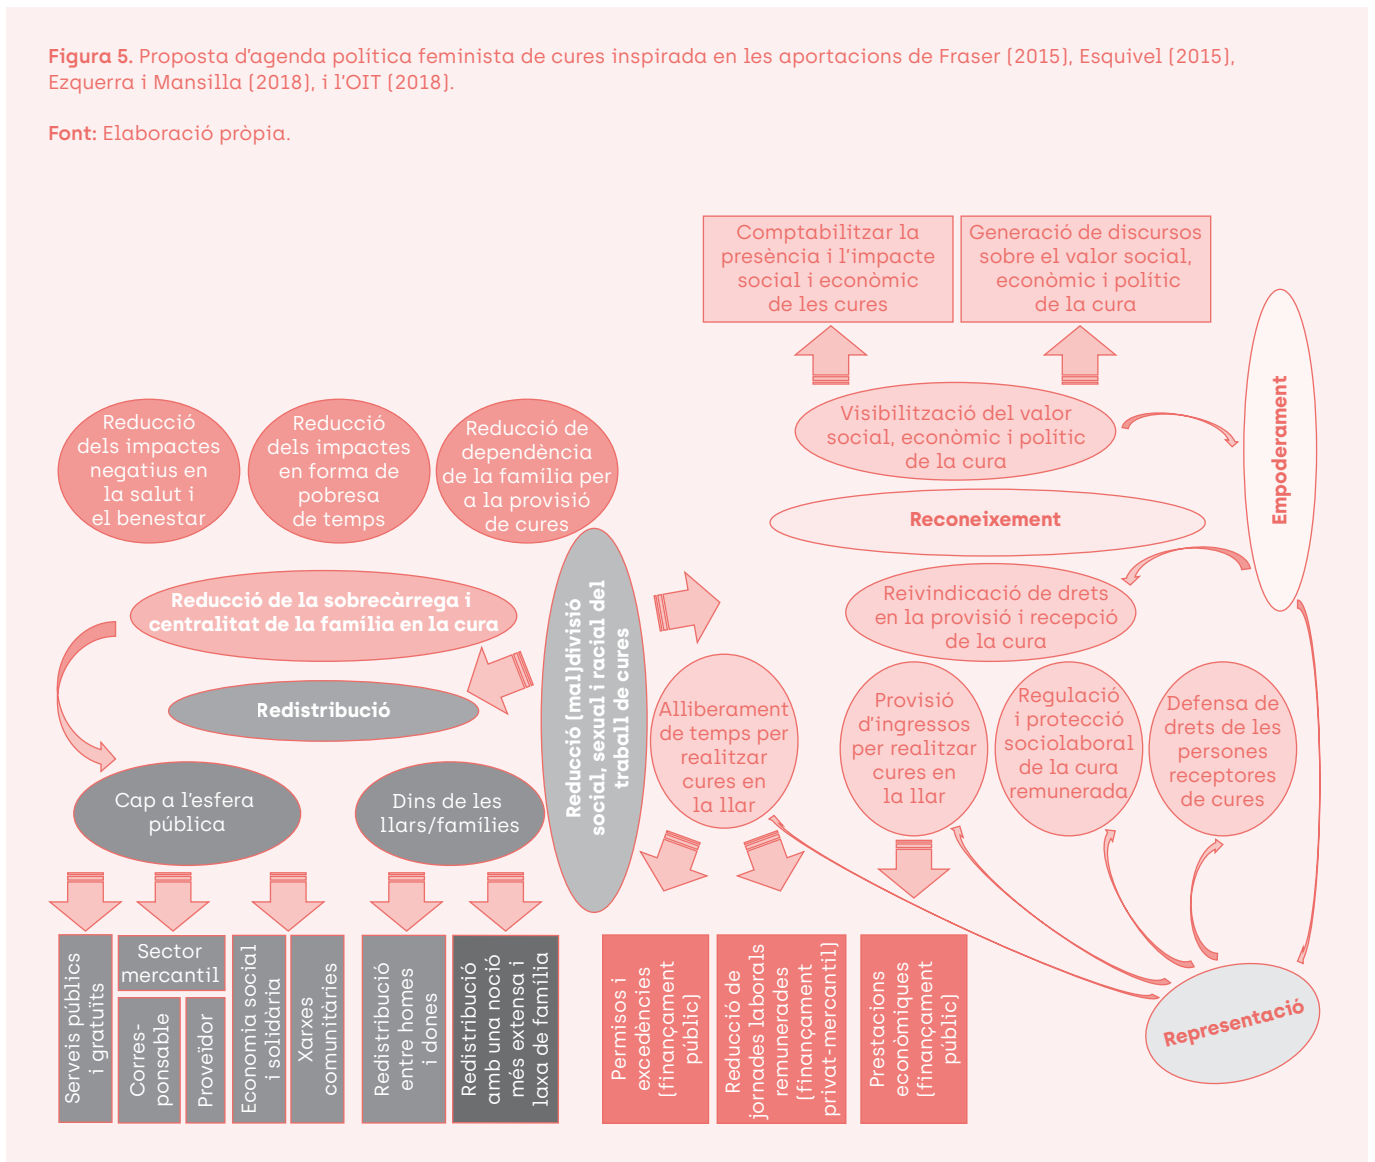 Figura 5. Proposta d'agenda política feminista de cures inspirada en les aportacions de Fraser (2015), Esquivel (2015),
Ezquerra i Mansilla (2018), i l'OIT (2018).
Font: Elaboració pròpia.
Comptabilitzar la
presència i l'impacte
social i econòmic
de les cures
Generació de discursos
sobre el valor social,
econòmic i polític
de la cura
Empoderament
Visibilització del valor
social, econòmic i polític
de la cura
Reconeixement
Reivindicació de drets
en la provisió i recepció
de la cura
Reducció
dels impactes
negatius en
la salut i
el benestar
Reducció
dels impactes
en forma de
pobresa
de temps
Reducció de
dependència
de la família per
a la provisió
de cures
Reducció de la sobrecàrrega i
centralitat de la família en la cura
Redistribució
Reducció (mal)divisió
social, sexual i racial del
traball de cures
Cap a l'esfera
pública
Dins de les
llars/famílies
Alliberament
de temps per
realitzar
cures en
la llar
Provisió
d'ingressos
per realitzar
cures en
la llar
Regulació
i protecció
sociolaboral
de la cura
remunerada
Defensa de
drets de les
persones
receptores
de cures
Serveis públics
i gratuïts
Sector
mercantil
Corres-
ponsable
Proveïdor
Economia social
i solidària
Xarxes
comunitàries
Redistribució
entre homes
i dones
Redistribució
amb una noció
més extensa i
laxa de família
Permisos i
excedències
(finançament
públic)
Reducció de
jornades laborals
remunerades
(finançament
privat-mercantil)
Prestacions
econòmiques
(finançament
públic)
Representació